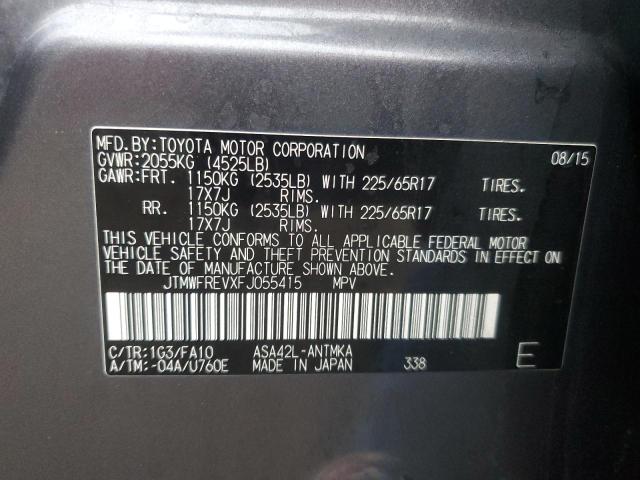 MFD.BY:TOYOTA MOTOR CORPORATION 08/15
GVWR:2055KG (4525LB)
GAWR:FRT. 1150KG (2535LB) WITH 225/65R17 TIRES.
17X7J RIMS.
RR. 1150KG (2535LB) WITH 225/65R17 TIRES.
17X7J RIMS.
THIS VEHICLE CONFORMS TO ALL APPLICABLE FEDERAL MOTOR
VEHICLE SAFETY AND THEFT PREVENTION STANDARDS IN EFFECT ON
THE DATE OF MANUFACTURE SHOWN ABOVE.
JTMWFREVXFJ055415 MPV
C/TR:1G3/FA10 ASA42L-ANTMKA
A/TM:-04A/U760E MADE IN JAPAN 338 E